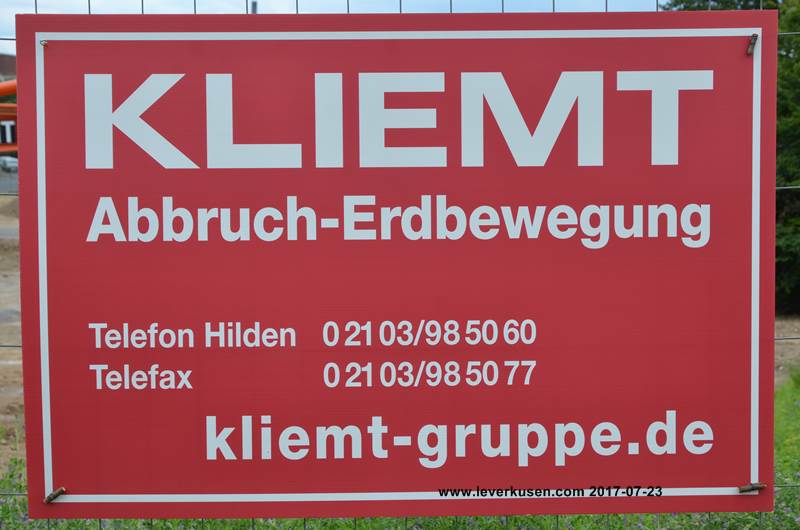 KLIEMT
Abbruch-Erdbewegung
Telefon Hilden 0 21 03/98 50 60
Telefax 0 21 03/98 50 77
kliemt-gruppe.de
www.leverkusen.com 2017-07-23